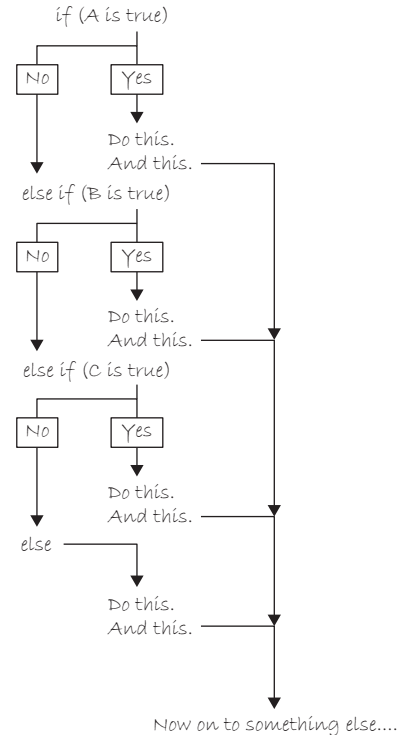 if (A is true)
No
Yes
Do this.
And this.
else if (B is true)
No
Yes
Do this.
And this.
else if (C is true)
No
Yes
Do this.
And this.
else
Do this.
And this.
Now on to something else....